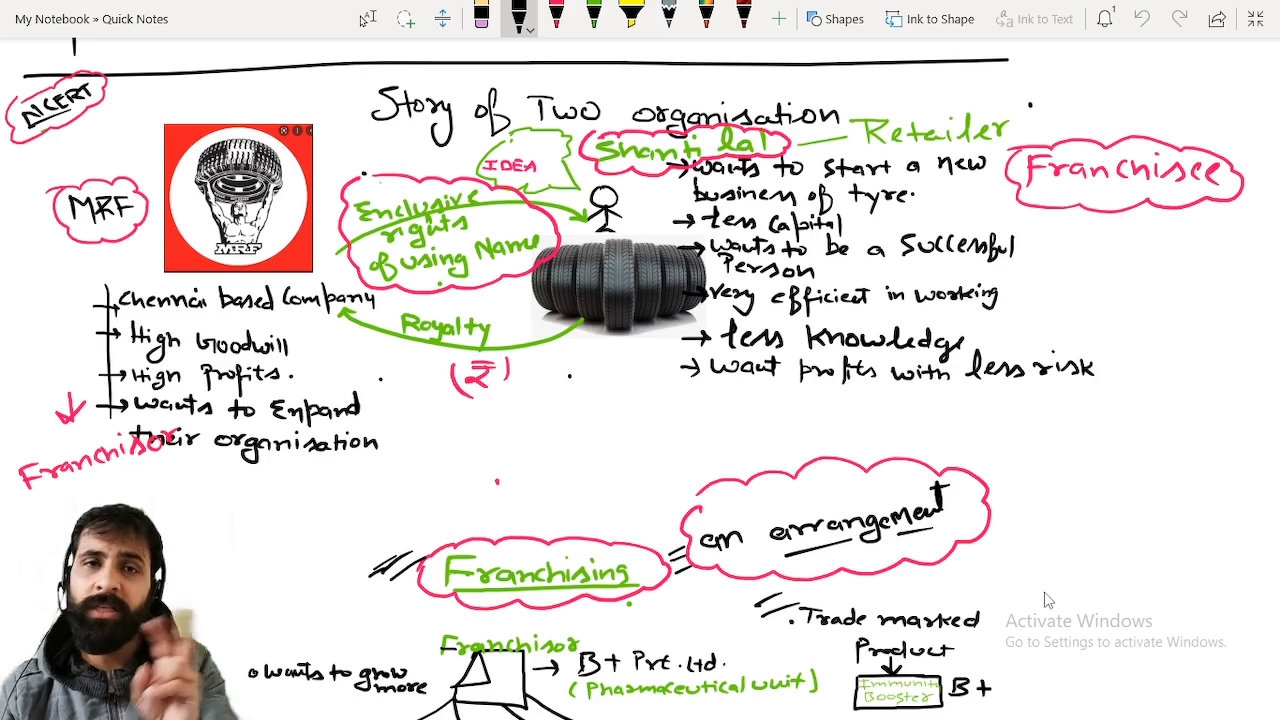 My Notebook » Quick Notes
Shapes
Ink to Shape
Ink to Text
1
NCERT
Story of Two organisation
IDEA
Shanti lal
Retailer
Franchisee
MRF
MRF
Enclusive
rights
of using Name
Royalty
(₹)
→ wants to start a new
business of tyre.
→ less capital
→ wants to be a successful
Person
→ very efficient in working
→ less knowledge
→ want profits with less risk
Chennai based Company
→ High Goodwill
→ High Profits.
→ wants to Enpand
their organisation
Franchisor
Franchising
an arrangement
Franchisor
wants to grow
more
→ B+ Pvt. Ltd.
(Pharmaceutical unit)
Trade marked
Product
Immunity
Booster
B+
Activate Windows
Go to Settings to activate Windows.